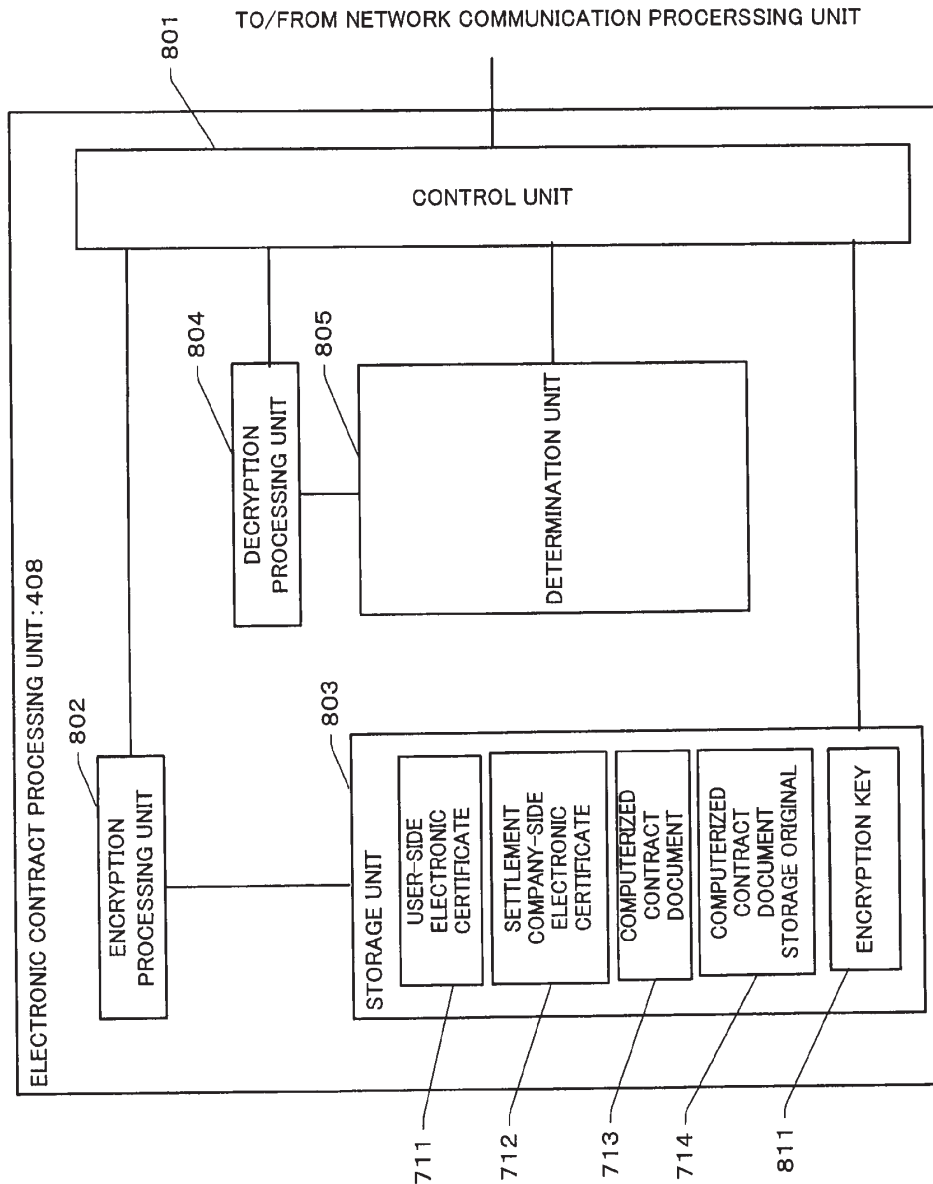 TO/FROM NETWORK COMMUNICATION PROCERSSING UNIT
ELECTRONIC CONTRACT PROCESSING UNIT: 408
801
CONTROL UNIT
802
ENCRYPTION
PROCESSING UNIT
804
DECRYPTION
PROCESSING UNIT
805
DETERMINATION UNIT
803
STORAGE UNIT
USER-SIDE
ELECTRONIC
CERTIFICATE
SETTLEMENT
COMPANY-SIDE
ELECTRONIC
CERTIFICATE
COMPUTERIZED
CONTRACT
DOCUMENT
COMPUTERIZED
CONTRACT
DOCUMENT
STORAGE ORIGINAL
ENCRYPTION KEY
711
712
713
714
811